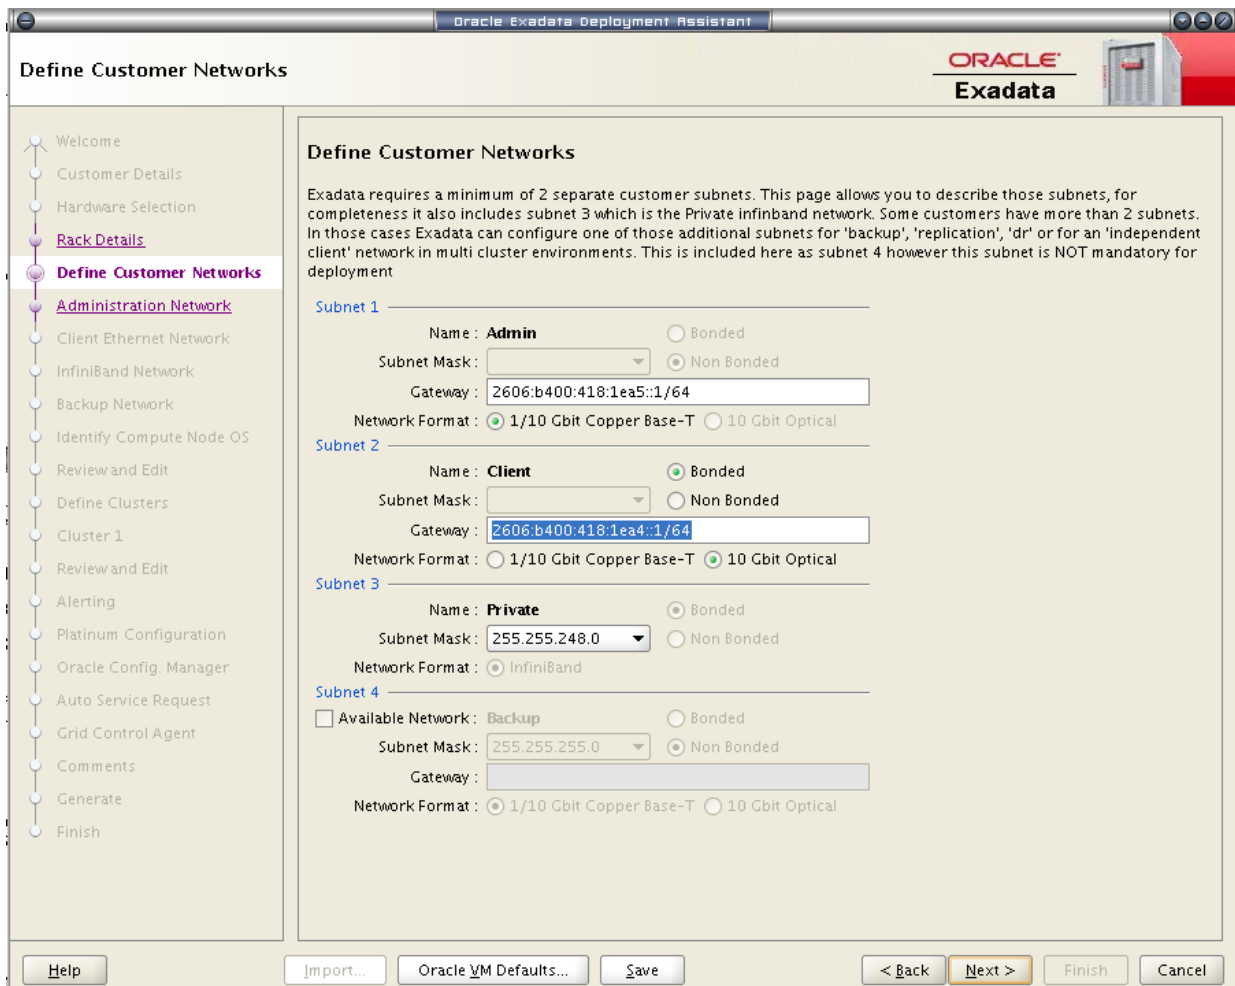 Oracle Exadata Deployment Assistant
Define Customer Networks
ORACLE
Exadata
Welcome
Customer Details
Hardware Selection
Rack Details
Define Customer Networks
Administration Network
Client Ethernet Network
InfiniBand Network
Backup Network
Identify Compute Node OS
Review and Edit
Define Clusters
Cluster 1
Review and Edit
Alerting
Platinum Configuration
Oracle Config. Manager
Auto Service Request
Grid Control Agent
Comments
Generate
Finish
Define Customer Networks
Exadata requires a minimum of 2 separate customer subnets. This page allows you to describe those subnets, for
completeness it also includes subnet 3 which is the Private infinband network. Some customers have more than 2 subnets.
In those cases Exadata can configure one of those additional subnets for 'backup', 'replication', 'dr' or for an 'independent
client' network in multi cluster environments. This is included here as subnet 4 however this subnet is NOT mandatory for
deployment
Subnet 1
Name : Admin Bonded
Subnet Mask : Non Bonded
Gateway : 2606:b400:418:1ea5::1/64
Network Format : 1/10 Gbit Copper Base-T 10 Gbit Optical
Subnet 2
Name : Client Bonded
Subnet Mask : Non Bonded
Gateway : 2606:b400:418:1ea4::1/64
Network Format : 1/10 Gbit Copper Base-T 10 Gbit Optical
Subnet 3
Name : Private Bonded
Subnet Mask : 255.255.248.0 Non Bonded
Network Format : InfiniBand
Subnet 4
Available Network : Backup Bonded
Subnet Mask : 255.255.255.0 Non Bonded
Gateway :
Network Format : 1/10 Gbit Copper Base-T 10 Gbit Optical
Help Import... Oracle VM Defaults... Save < Back Next > Finish Cancel